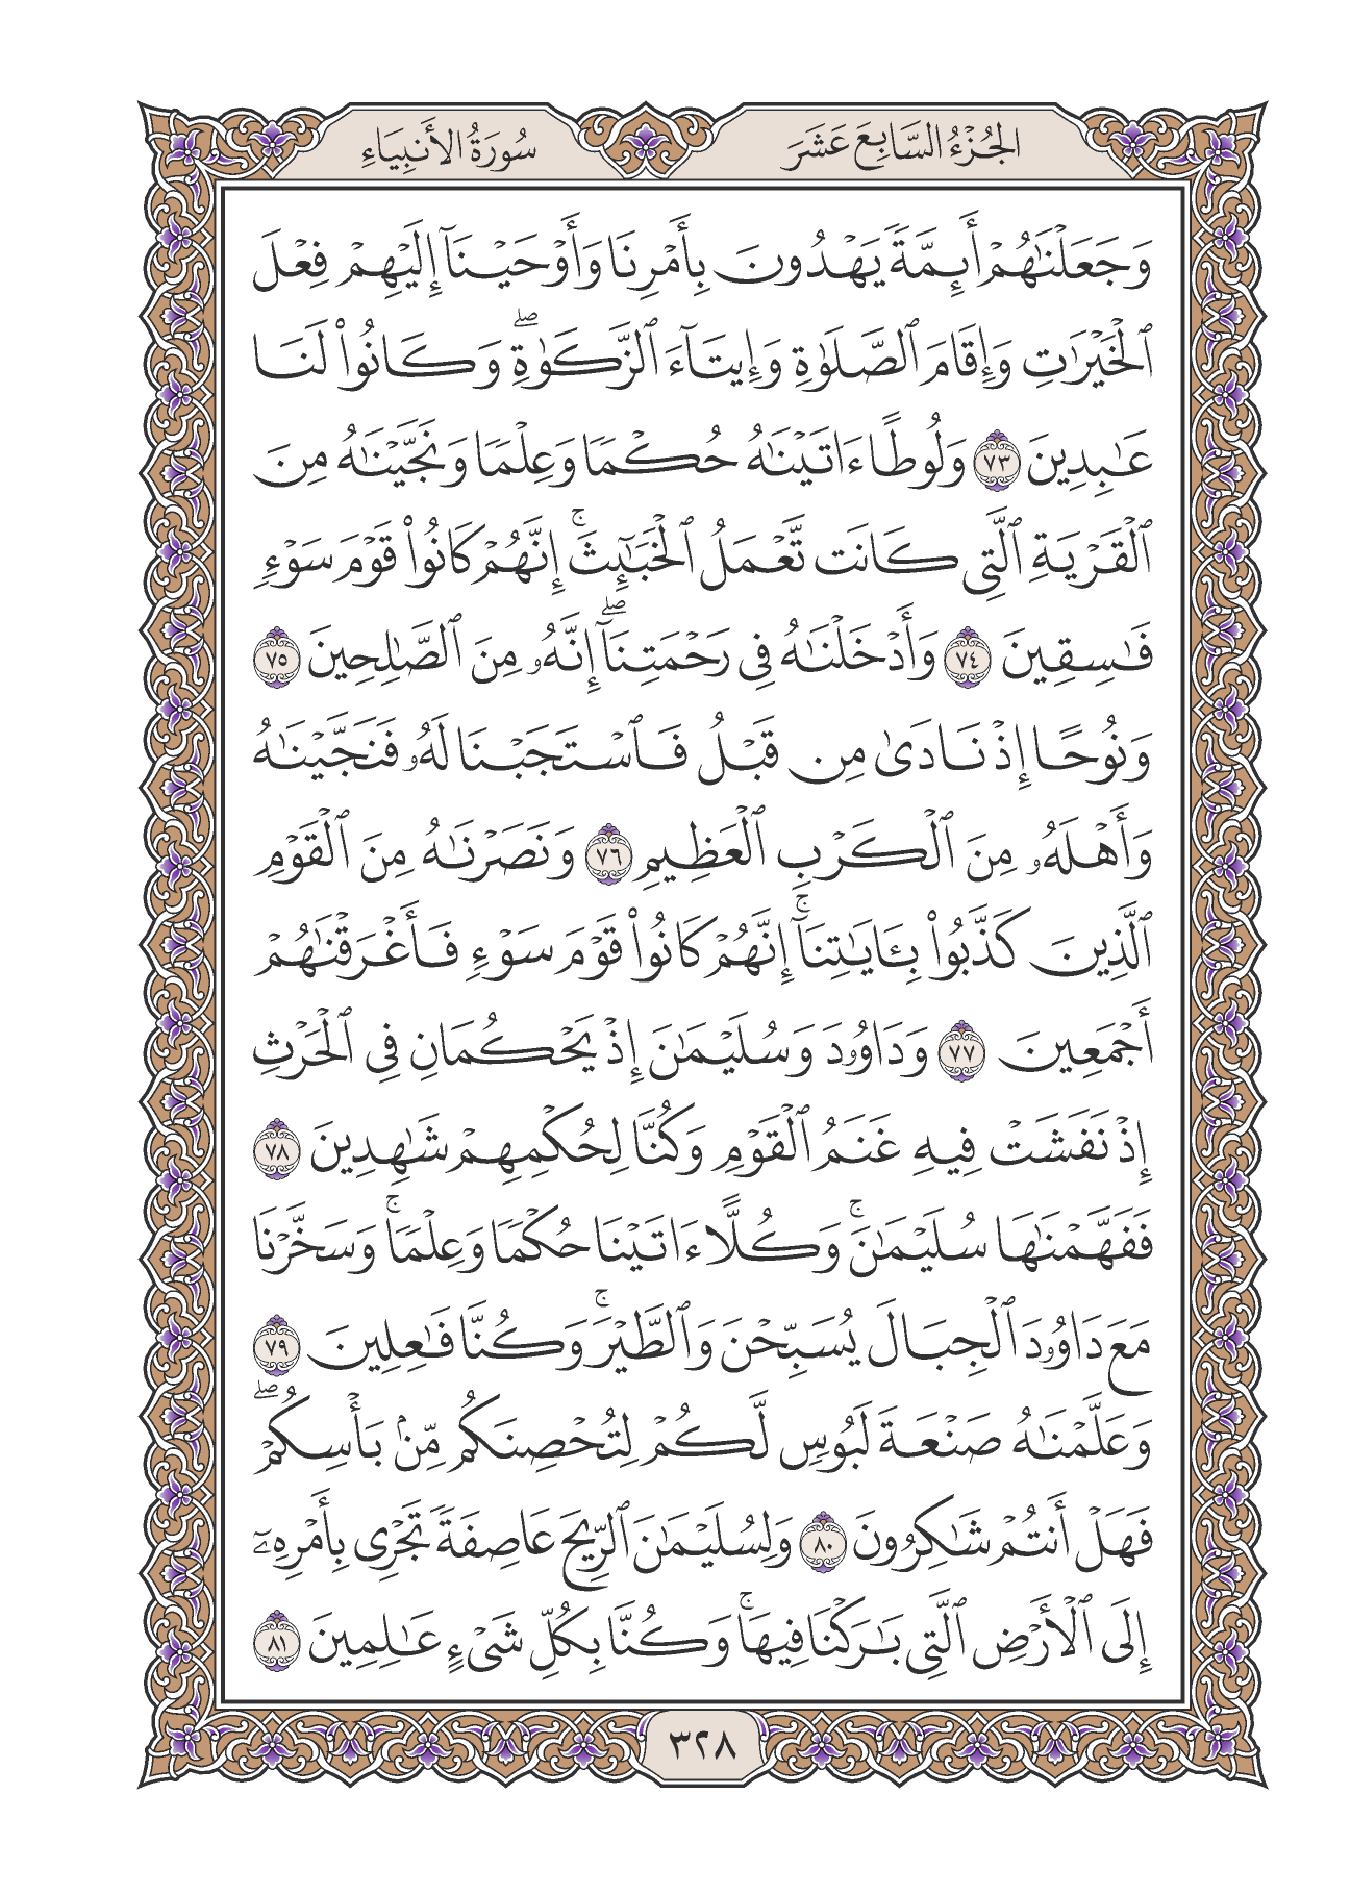 الجُزْءُ السَّابِعَ عَشَرَ
سُورَةُ الأَنبِيَاءِ
وَجَعَلْنَٰهُمْ أَئِمَّةً يَهْدُونَ بِأَمْرِنَا وَأَوْحَيْنَآ إِلَيْهِمْ فِعْلَ
ٱلْخَيْرَٰتِ وَإِقَامَ ٱلصَّلَوٰةِ وَإِيتَآءَ ٱلزَّكَوٰةِ ۖ وَكَانُوا۟ لَنَا
عَٰبِدِينَ ٧٣ وَلُوطًا ءَاتَيْنَٰهُ حُكْمًا وَعِلْمًا وَنَجَّيْنَٰهُ مِنَ
ٱلْقَرْيَةِ ٱلَّتِى كَانَت تَّعْمَلُ ٱلْخَبَٰٓئِثَ ۚ إِنَّهُمْ كَانُوا۟ قَوْمَ سَوْءٍ
فَٰسِقِينَ ٧٤ وَأَدْخَلْنَٰهُ فِى رَحْمَتِنَآ ۖ إِنَّهُۥ مِنَ ٱلصَّٰلِحِينَ ٧٥
وَنُوحًا إِذْ نَادَىٰ مِن قَبْلُ فَٱسْتَجَبْنَا لَهُۥ فَنَجَّيْنَٰهُ
وَأَهْلَهُۥ مِنَ ٱلْكَرْبِ ٱلْعَظِيمِ ٧٦ وَنَصَرْنَٰهُ مِنَ ٱلْقَوْمِ
ٱلَّذِينَ كَذَّبُوا۟ بِـَٔايَٰتِنَآ ۚ إِنَّهُمْ كَانُوا۟ قَوْمَ سَوْءٍ فَأَغْرَقْنَٰهُمْ
أَجْمَعِينَ ٧٧ وَدَاوُۥدَ وَسُلَيْمَٰنَ إِذْ يَحْكُمَانِ فِى ٱلْحَرْثِ
إِذْ نَفَشَتْ فِيهِ غَنَمُ ٱلْقَوْمِ وَكُنَّا لِحُكْمِهِمْ شَٰهِدِينَ ٧٨
فَفَهَّمْنَٰهَا سُلَيْمَٰنَ ۚ وَكُلًّا ءَاتَيْنَا حُكْمًا وَعِلْمًا ۚ وَسَخَّرْنَا
مَعَ دَاوُۥدَ ٱلْجِبَالَ يُسَبِّحْنَ وَٱلطَّيْرَ ۚ وَكُنَّا فَٰعِلِينَ ٧٩
وَعَلَّمْنَٰهُ صَنْعَةَ لَبُوسٍ لَّكُمْ لِتُحْصِنَكُم مِّنۢ بَأْسِكُمْ ۖ
فَهَلْ أَنتُمْ شَٰكِرُونَ ٨٠ وَلِسُلَيْمَٰنَ ٱلرِّيحَ عَاصِفَةً تَجْرِى بِأَمْرِهِۦٓ
إِلَى ٱلْأَرْضِ ٱلَّتِى بَٰرَكْنَا فِيهَا ۚ وَكُنَّا بِكُلِّ شَىْءٍ عَٰلِمِينَ ٨١
٣٢٨